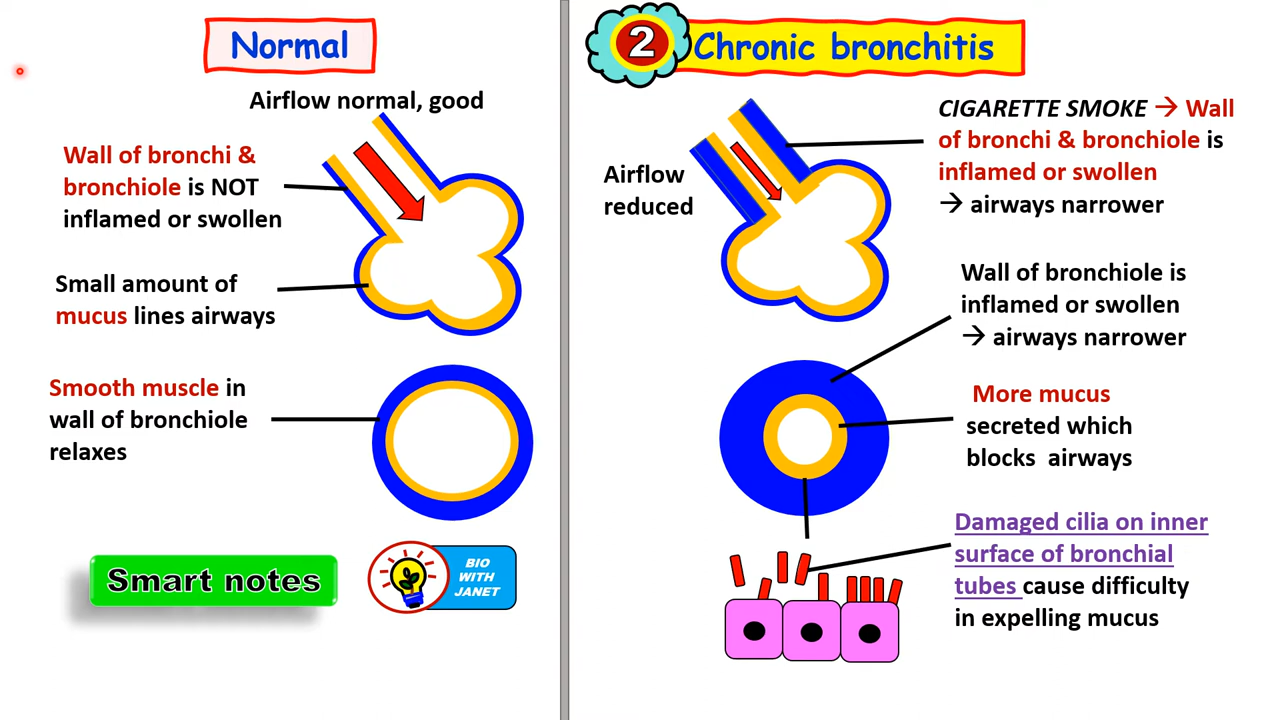 Normal
Airflow normal, good
Wall of bronchi &
bronchiole is NOT
inflamed or swollen
Small amount of
mucus lines airways
Smooth muscle in
wall of bronchiole
relaxes
Smart notes
BIO
WITH
JANET
2
Chronic bronchitis
Airflow
reduced
CIGARETTE SMOKE → Wall
of bronchi & bronchiole is
inflamed or swollen
→ airways narrower
Wall of bronchiole is
inflamed or swollen
→ airways narrower
More mucus
secreted which
blocks airways
Damaged cilia on inner
surface of bronchial
tubes cause difficulty
in expelling mucus